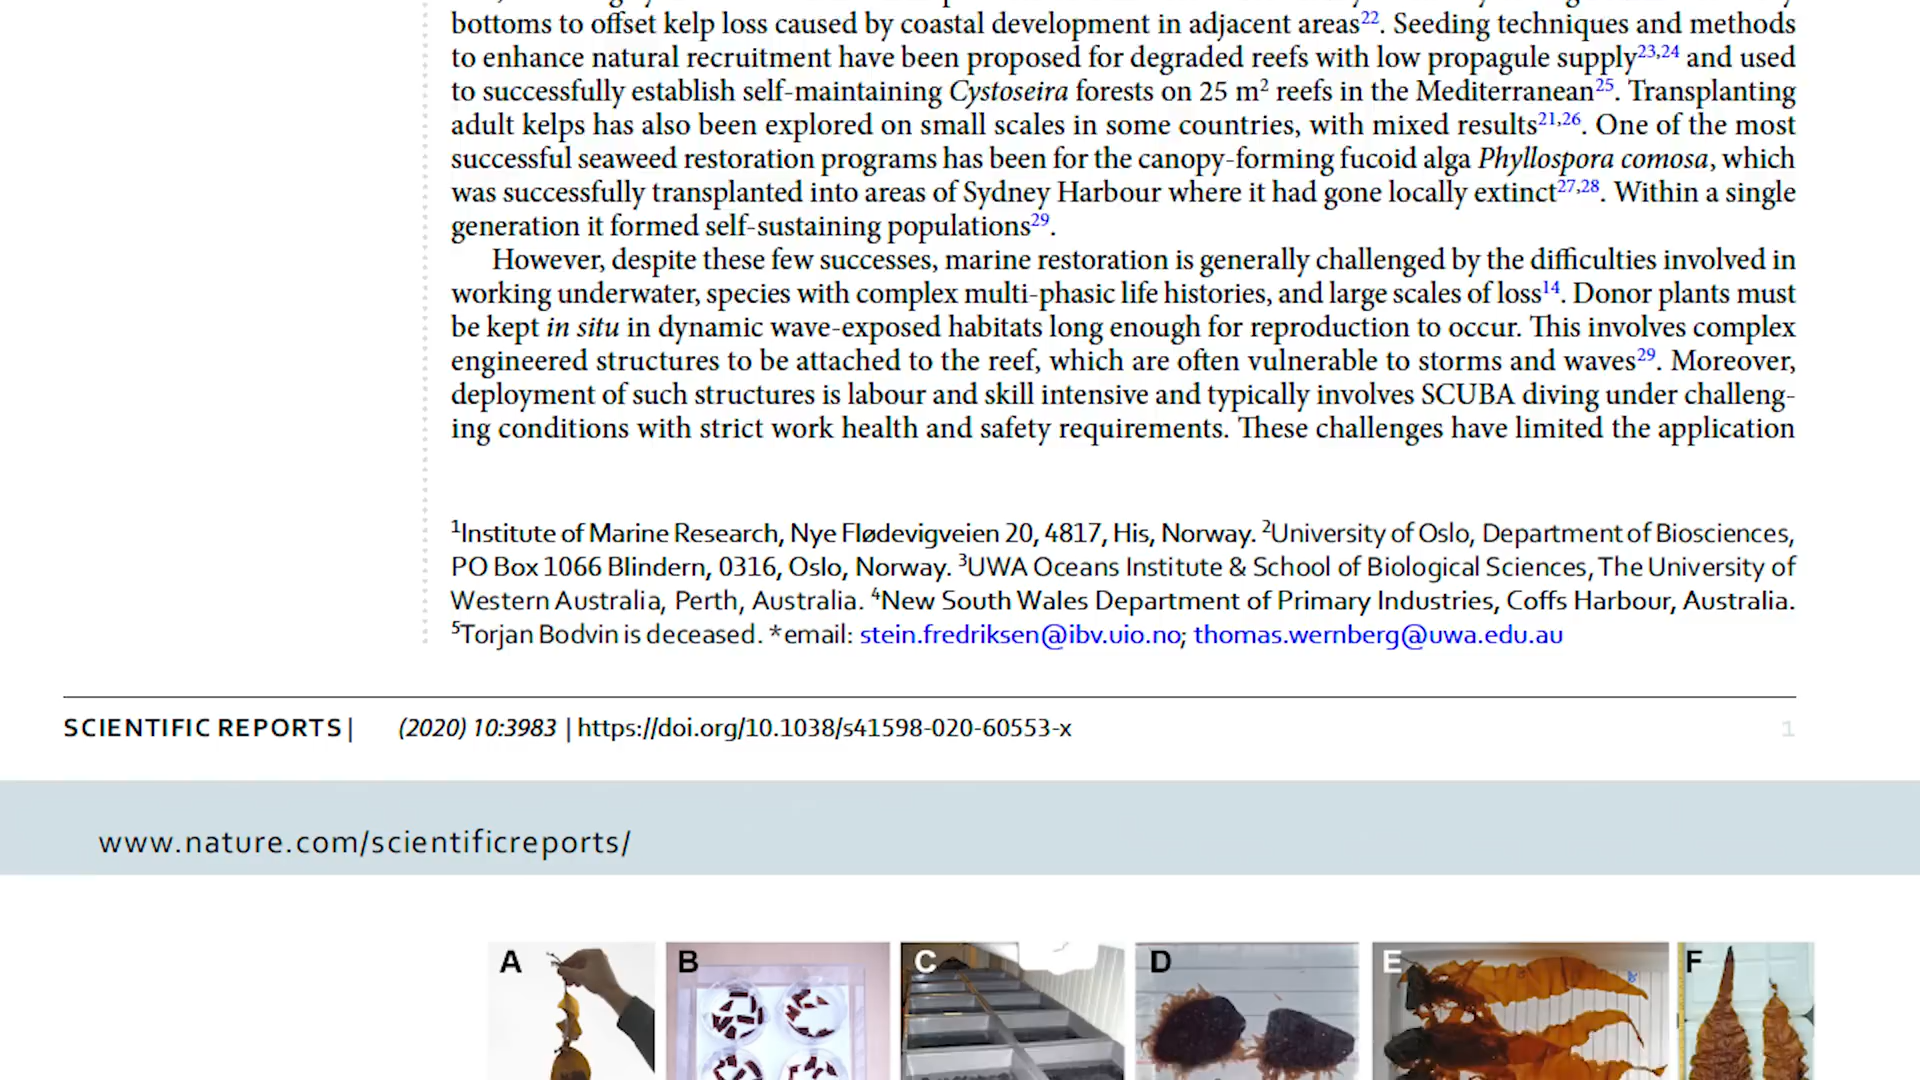 bottoms to offset kelp loss caused by coastal development in adjacent areas22. Seeding techniques and methods
to enhance natural recruitment have been proposed for degraded reefs with low propagule supply23,24 and used
to successfully establish self-maintaining Cystoseira forests on 25 m2 reefs in the Mediterranean25. Transplanting
adult kelps has also been explored on small scales in some countries, with mixed results21,26. One of the most
successful seaweed restoration programs has been for the canopy-forming fucoid alga Phyllospora comosa, which
was successfully transplanted into areas of Sydney Harbour where it had gone locally extinct27,28. Within a single
generation it formed self-sustaining populations29.
However, despite these few successes, marine restoration is generally challenged by the difficulties involved in
working underwater, species with complex multi-phasic life histories, and large scales of loss14. Donor plants must
be kept in situ in dynamic wave-exposed habitats long enough for reproduction to occur. This involves complex
engineered structures to be attached to the reef, which are often vulnerable to storms and waves29. Moreover,
deployment of such structures is labour and skill intensive and typically involves SCUBA diving under challeng-
ing conditions with strict work health and safety requirements. These challenges have limited the application
1Institute of Marine Research, Nye Flødevigveien 20, 4817, His, Norway. 2University of Oslo, Department of Biosciences,
PO Box 1066 Blindern, 0316, Oslo, Norway. 3UWA Oceans Institute & School of Biological Sciences, The University of
Western Australia, Perth, Australia. 4New South Wales Department of Primary Industries, Coffs Harbour, Australia.
5Torjan Bodvin is deceased. *email: stein.fredriksen@ibv.uio.no; thomas.wernberg@uwa.edu.au
SCIENTIFIC REPORTS | (2020) 10:3983 | https://doi.org/10.1038/s41598-020-60553-x 1
www.nature.com/scientificreports/
A B C D E F